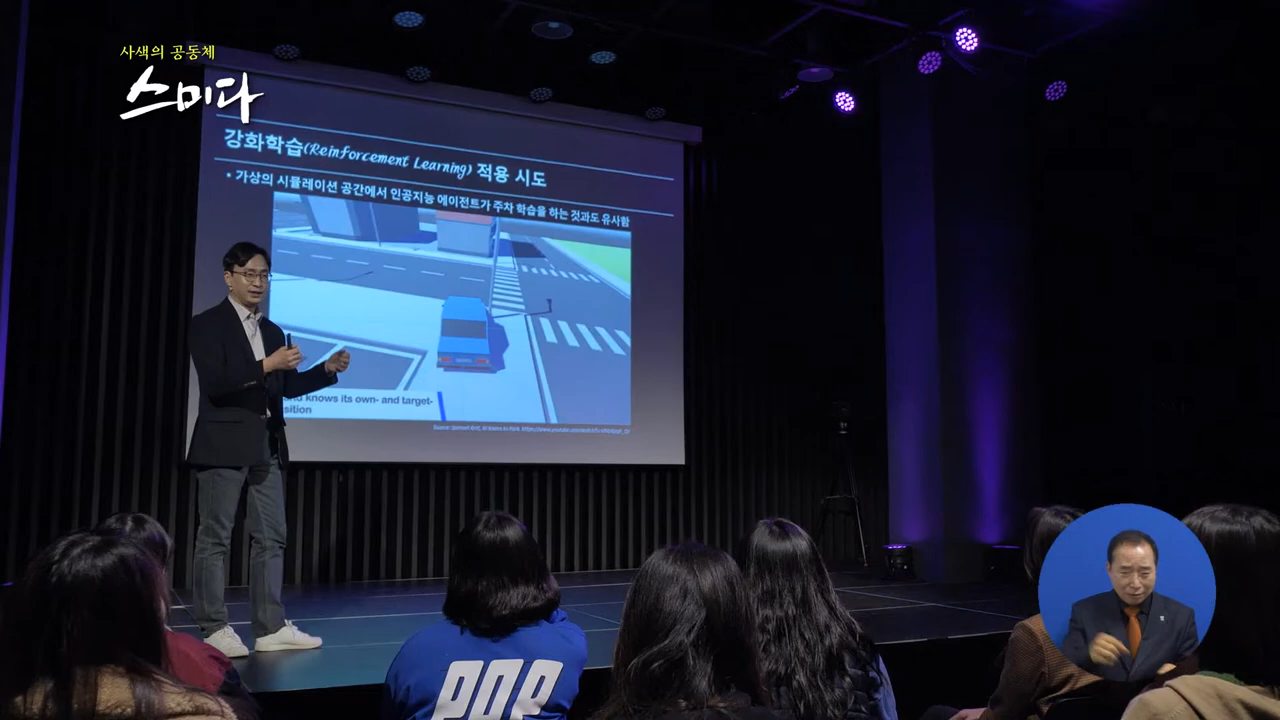 사색의 공동체
스미다
강화학습(Reinforcement Learning) 적용 시도
• 가상의 시뮬레이션 공간에서 인공지능 에이전트가 주차 학습을 하는 것과도 유사함
and knows its own- and target-
sition
POP